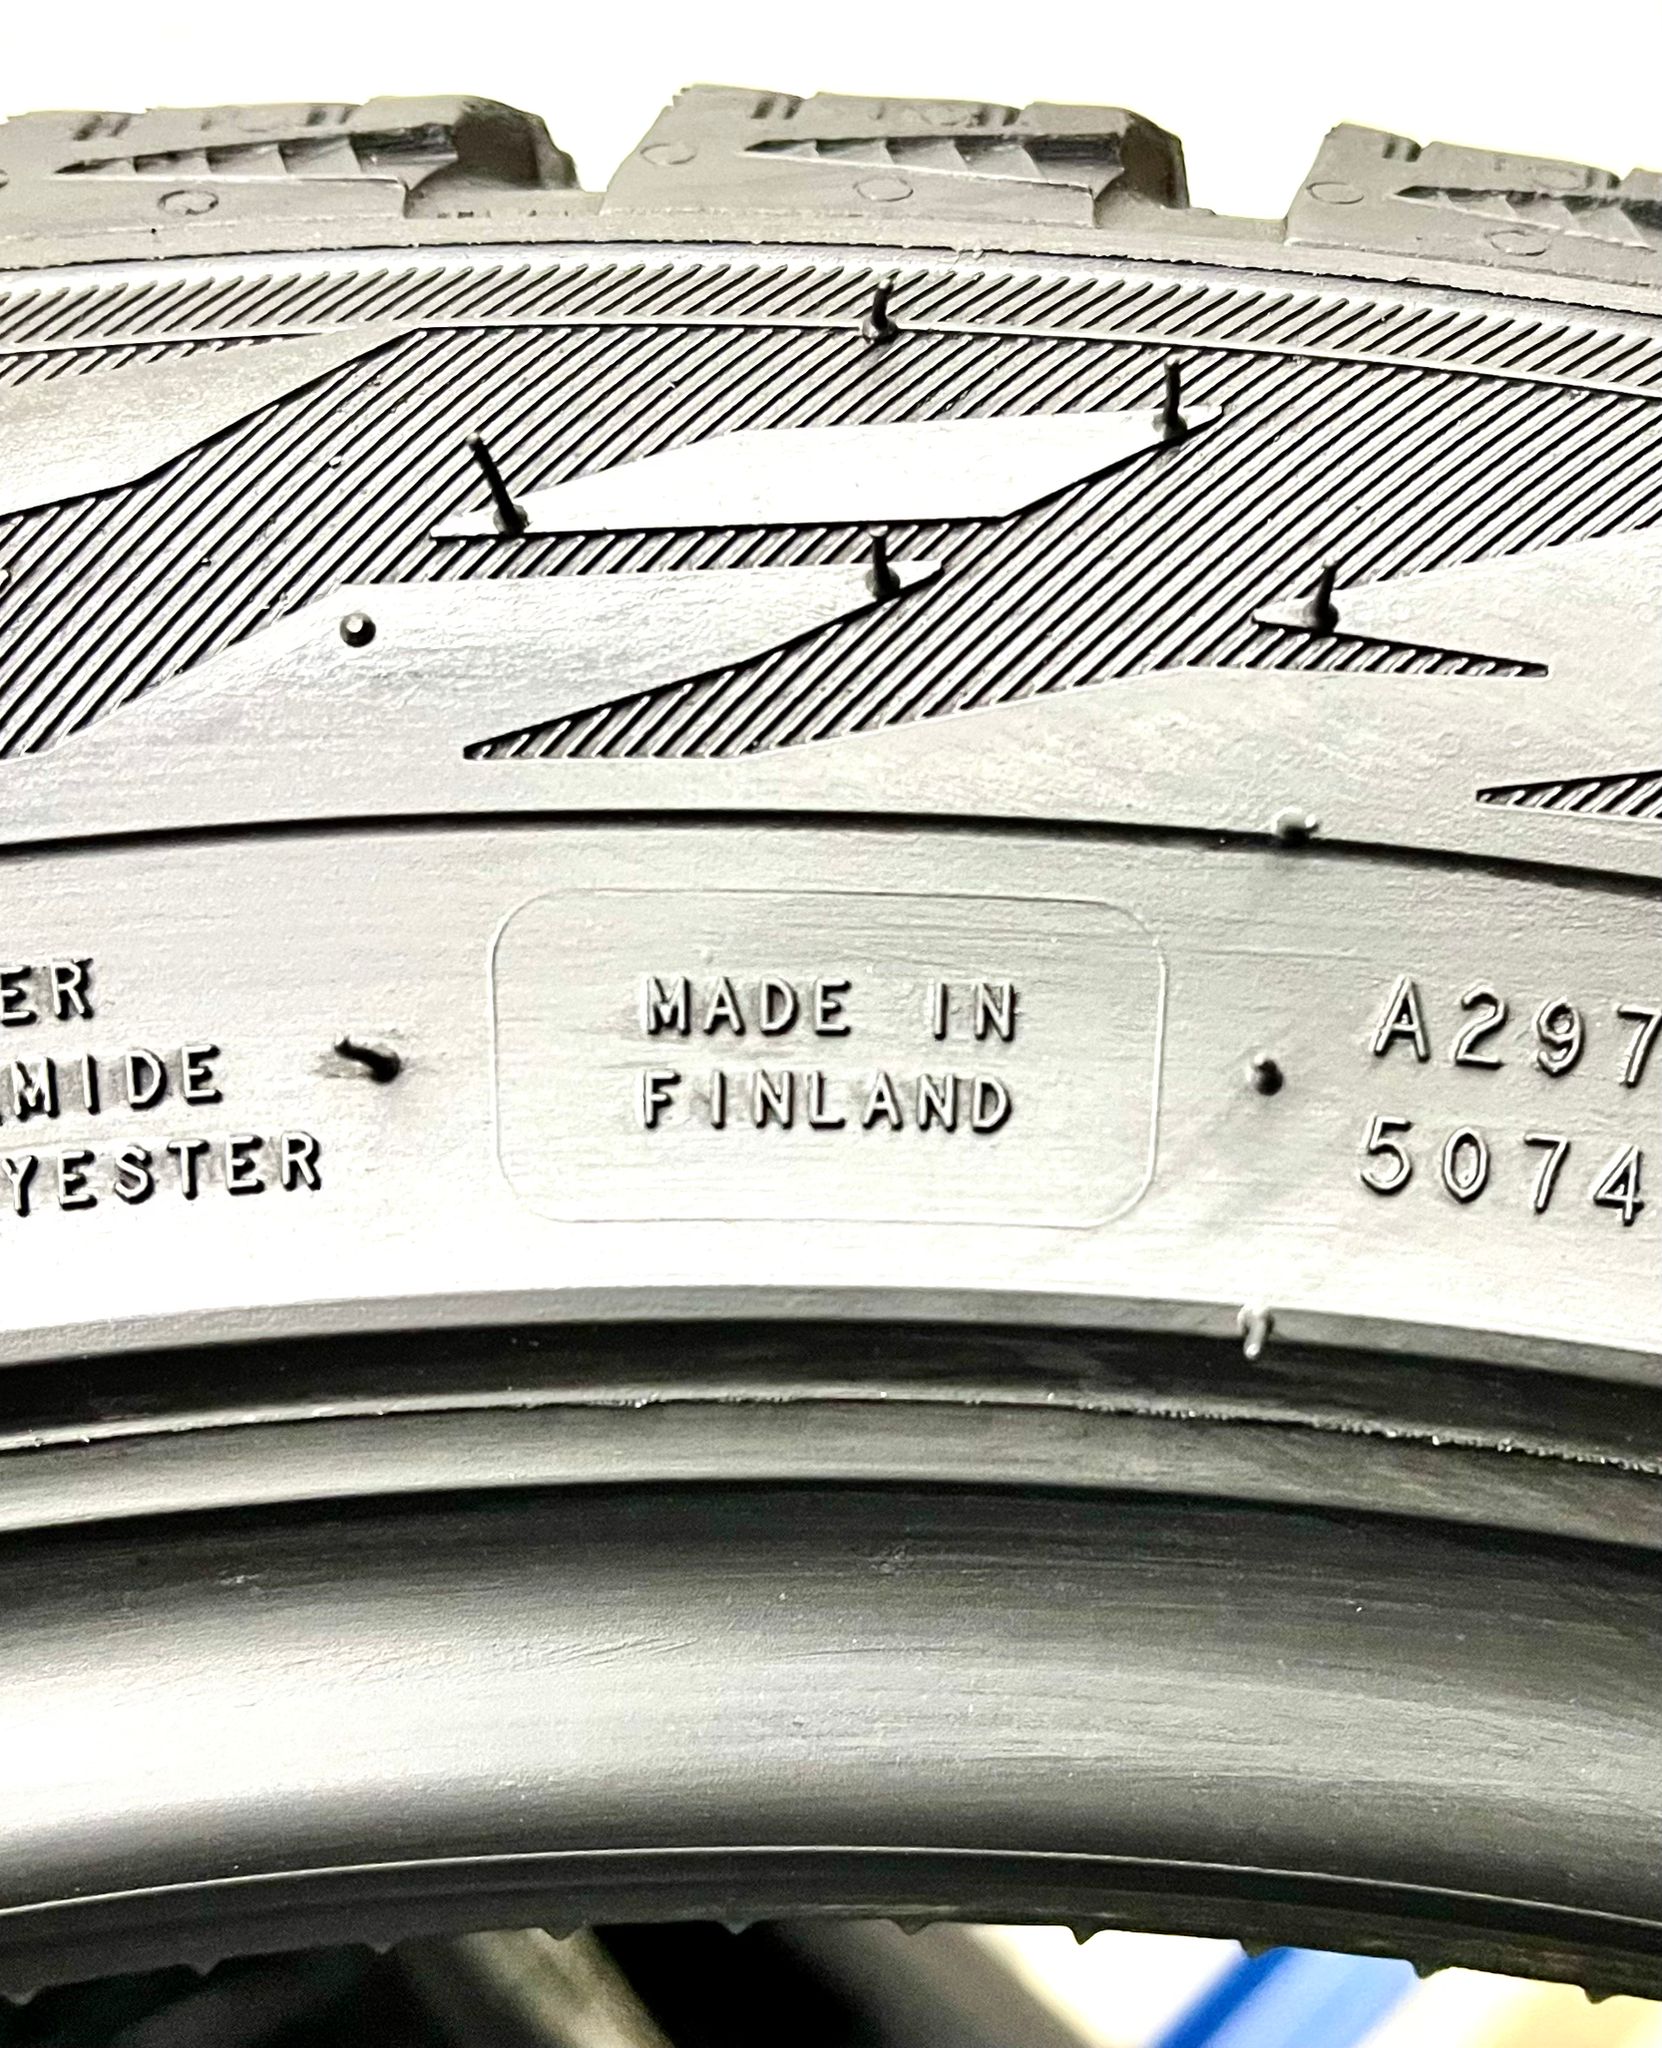 ER
MIDE
YESTER
MADE IN
FINLAND
A297
5074